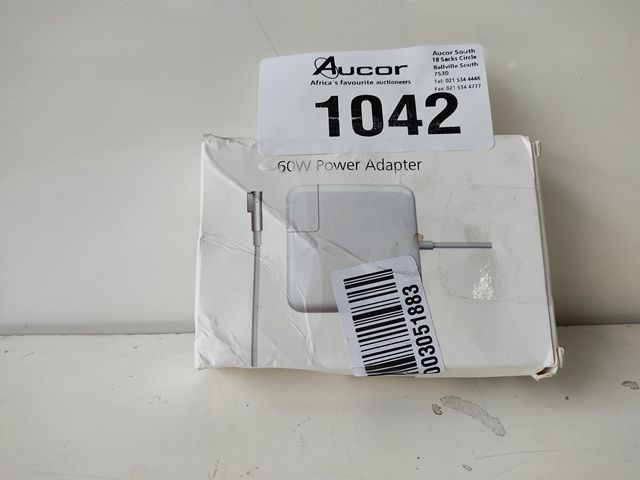 Aucor
Africa's favourite auctioneers
Aucor South
18 Sacks Circle
Bellville South
7530
Tel: 021 534 4446
Fax: 021 534 4777
1042
60W Power Adapter
003051883